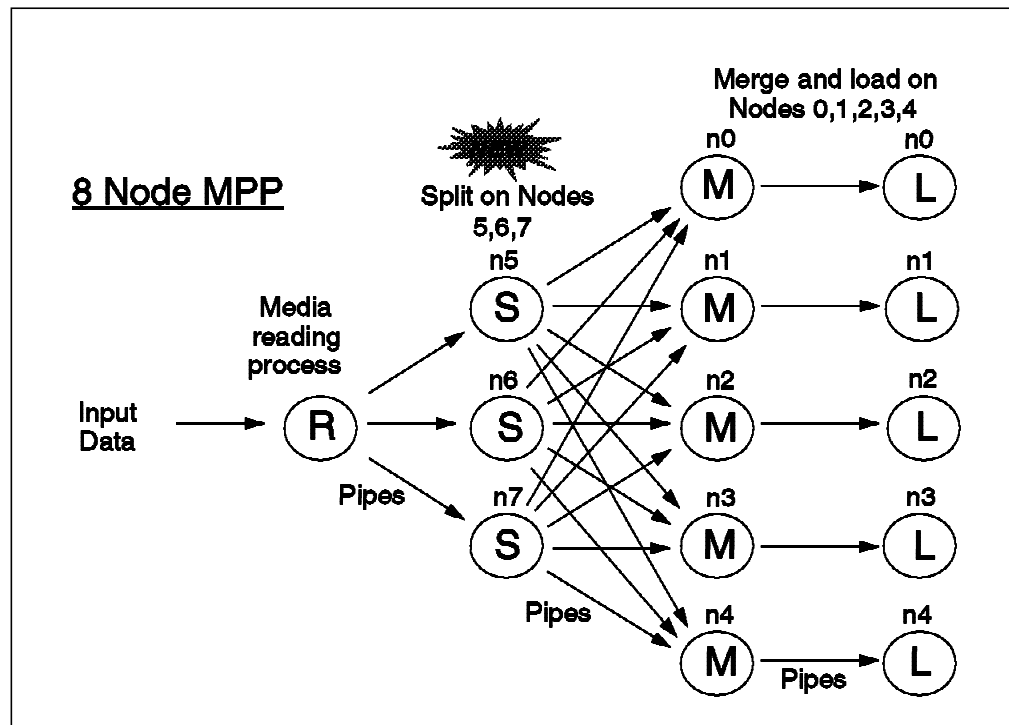 8 Node MPP
Input
Data
Media
reading
process
R
Pipes
Split on Nodes
5,6,7
n5
S
n6
S
n7
S
Pipes
Merge and load on
Nodes 0,1,2,3,4
n0
M
n0
L
n1
M
n1
L
n2
M
n2
L
n3
M
n3
L
n4
M
n4
L
Pipes